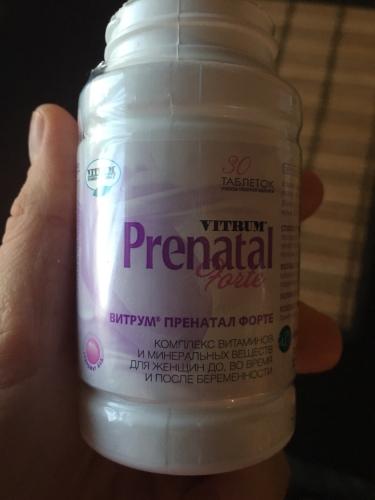 VITRUM
30
ТАБЛЕТОК
VITRUM
Prenatal
Forte
ВИТРУМ® ПРЕНАТАЛ ФОРТЕ
КОМПЛЕКС ВИТАМИНОВ
И МИНЕРАЛЬНЫХ ВЕЩЕСТВ
ДЛЯ ЖЕНЩИН ДО, ВО ВРЕМЯ
И ПОСЛЕ БЕРЕМЕННОСТИ